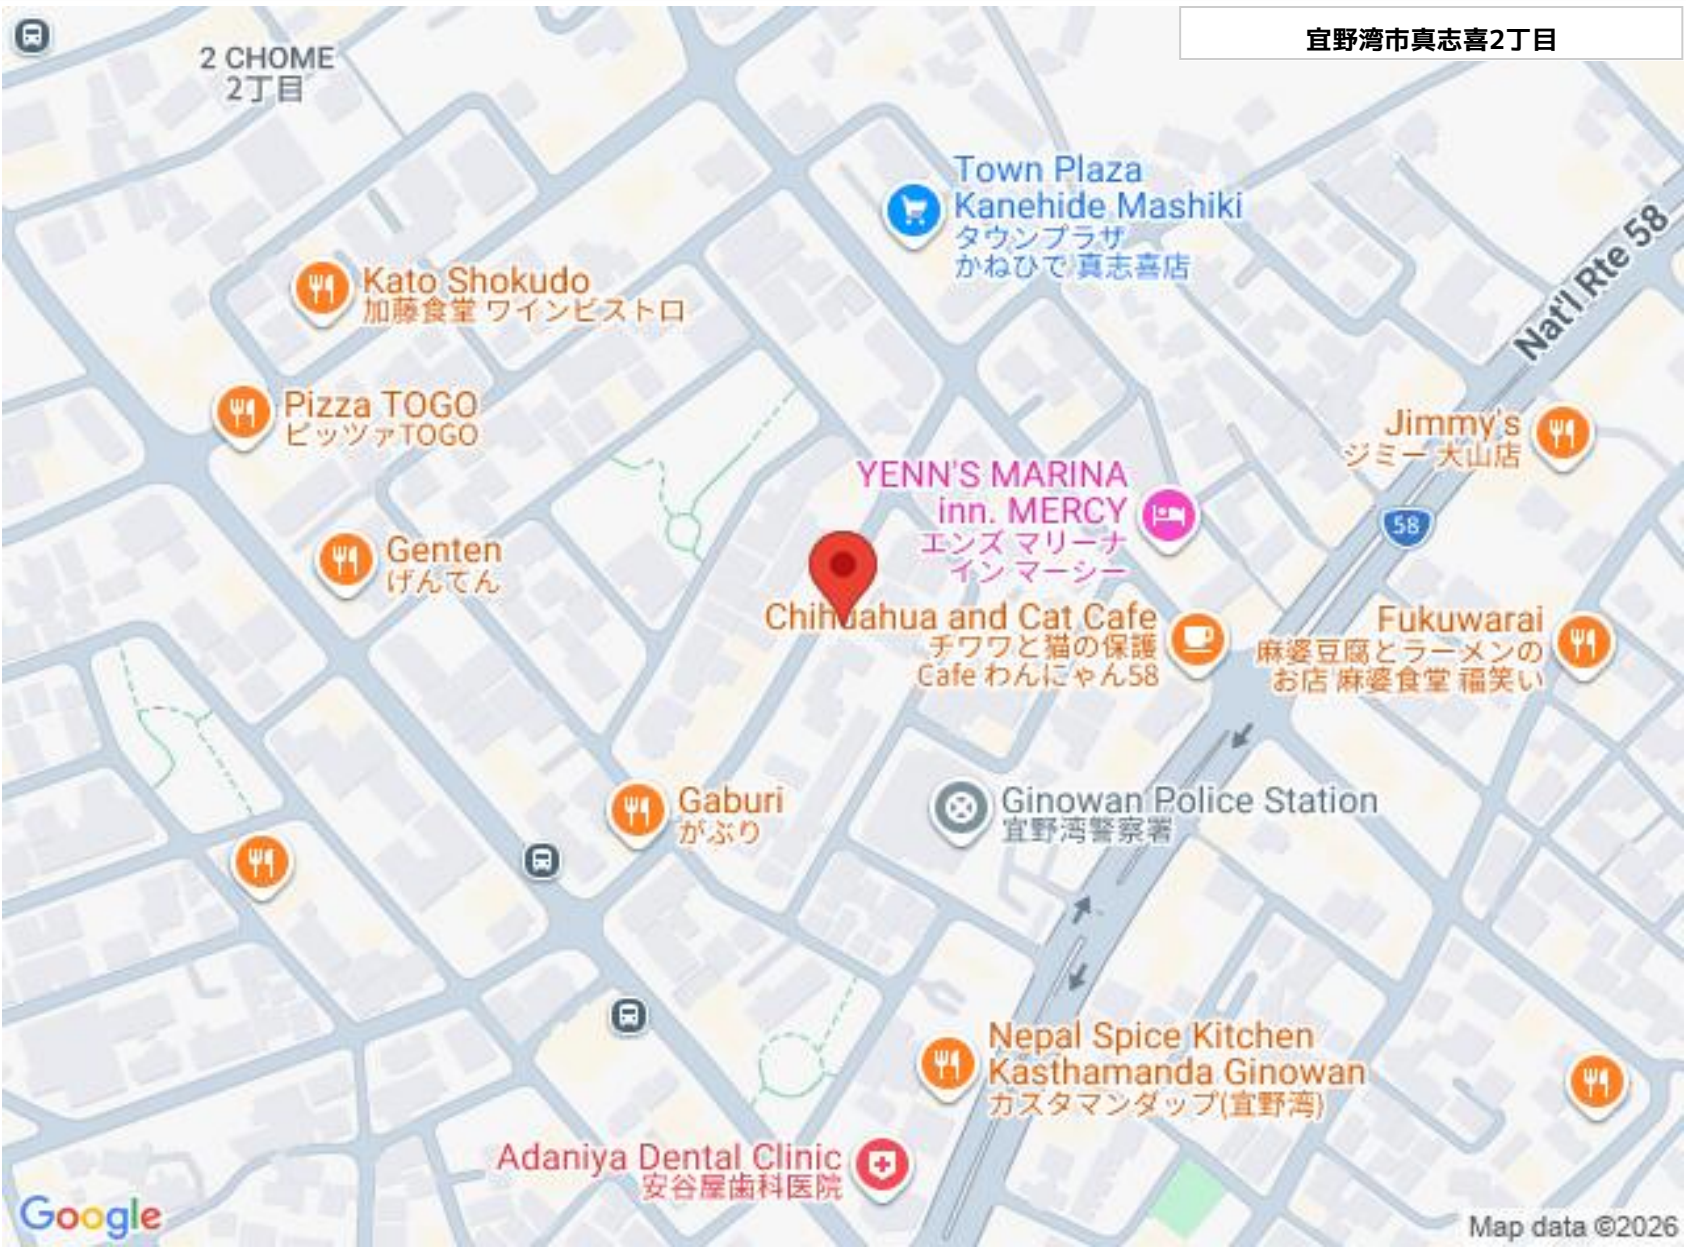 宜野湾市真志喜2丁目
2 CHOME
2丁目
Town Plaza
Kanehide Mashiki
タウンプラザ
かねひで 真志喜店
Nat'l Rte 58
Kato Shokudo
加藤食堂 ワインビストロ
Pizza TOGO
ピッツァTOGO
Jimmy's
ジミー 大山店
YENN'S MARINA
inn. MERCY
エンズ マリーナ
イン マーシー
58
Genten
げんてん
Chihuahua and Cat Cafe
チワワと猫の保護
Cafe わんにゃん58
Fukuwarai
麻婆豆腐とラーメンの
お店 麻婆食堂 福笑い
Gaburi
がぶり
Ginowan Police Station
宜野湾警察署
Nepal Spice Kitchen
Kasthamanda Ginowan
カスタマンダップ(宜野湾)
Adaniya Dental Clinic
安谷屋歯科医院
Google
Map data ©2026